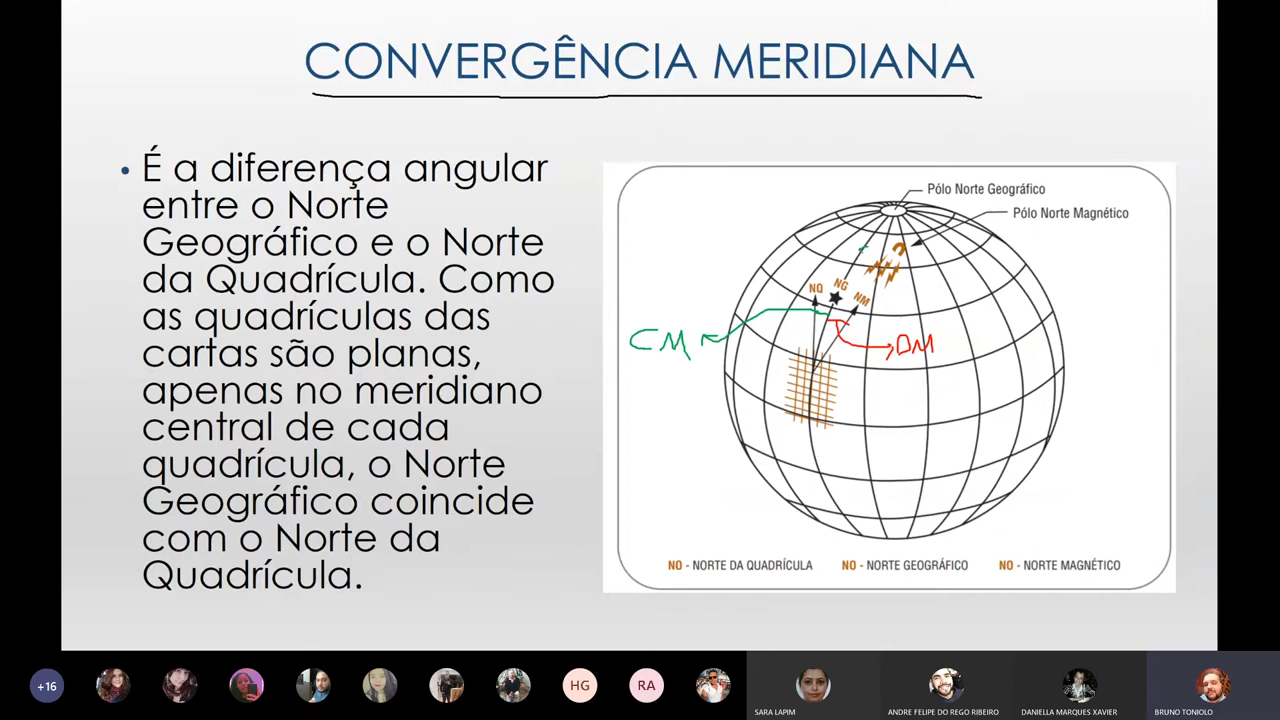 CONVERGÊNCIA MERIDIANA
• É a diferença angular
entre o Norte
Geográfico e o Norte
da Quadrícula. Como
as quadrículas das
cartas são planas,
apenas no meridiano
central de cada
quadrícula, o Norte
Geográfico coincide
com o Norte da
Quadrícula.
Pólo Norte Geográfico
Pólo Norte Magnético
NQ NG NM
CM
DM
NO - NORTE DA QUADRÍCULA NO - NORTE GEOGRÁFICO NO - NORTE MAGNÉTICO
+16
HG
RA
SARA LAPIM
ANDRE FELIPE DO REGO RIBEIRO
DANIELLA MARQUES XAVIER
BRUNO TONIOLO